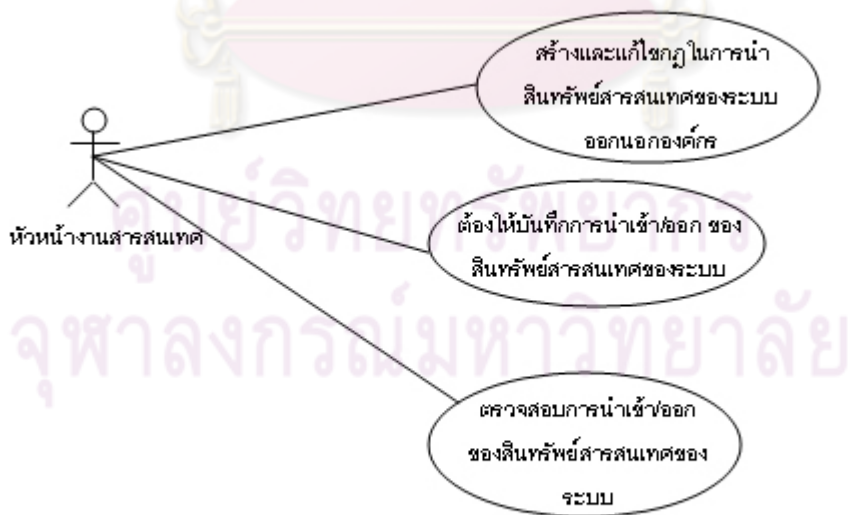 สร้างและแก้ไขกฎในการนำ
สินทรัพย์สารสนเทศของระบบ
ออกนอกองค์กร
หัวหน้างานสารสนเทศ
ต้องให้บันทึกการนำเข้า/ออก ของ
สินทรัพย์สารสนเทศของระบบ
ตรวจสอบการนำเข้า/ออก
ของสินทรัพย์สารสนเทศของ
ระบบ
ศูนย์วิทยทรัพยากร
จุฬาลงกรณ์มหาวิทยาลัย